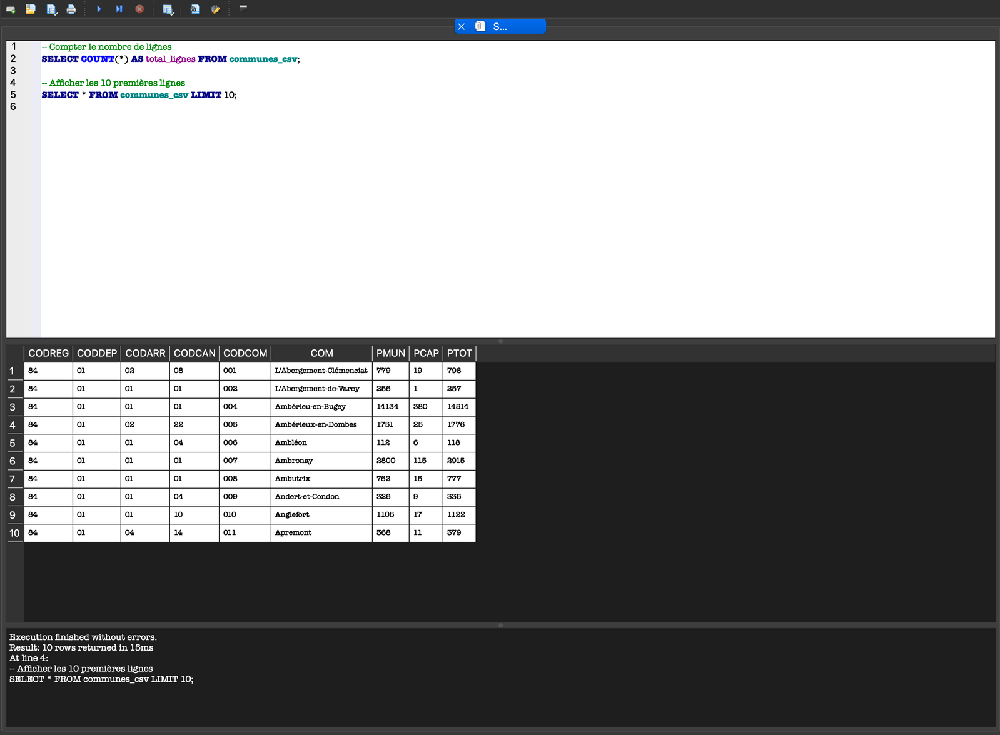 S...
1 -- Compter le nombre de lignes
2 SELECT COUNT(*) AS total_lignes FROM communes_csv;
3
4 -- Afficher les 10 premières lignes
5 SELECT * FROM communes_csv LIMIT 10;
6
CODREG CODDEP CODARR CODCAN CODCOM COM PMUN PCAP PTOT
1 84 01 02 08 001 L'Abergement-Clémenciat 779 19 798
2 84 01 01 01 002 L'Abergement-de-Varey 256 1 257
3 84 01 01 01 004 Ambérieu-en-Bugey 14134 380 14514
4 84 01 02 22 005 Ambérieux-en-Dombes 1751 25 1776
5 84 01 01 04 006 Ambléon 112 6 118
6 84 01 01 01 007 Ambronay 2800 115 2915
7 84 01 01 01 008 Ambutrix 762 15 777
8 84 01 01 04 009 Andert-et-Condon 326 9 335
9 84 01 01 10 010 Anglefort 1105 17 1122
10 84 01 04 14 011 Apremont 368 11 379
Execution finished without errors.
Result: 10 rows returned in 15ms
At line 4:
-- Afficher les 10 premières lignes
SELECT * FROM communes_csv LIMIT 10;